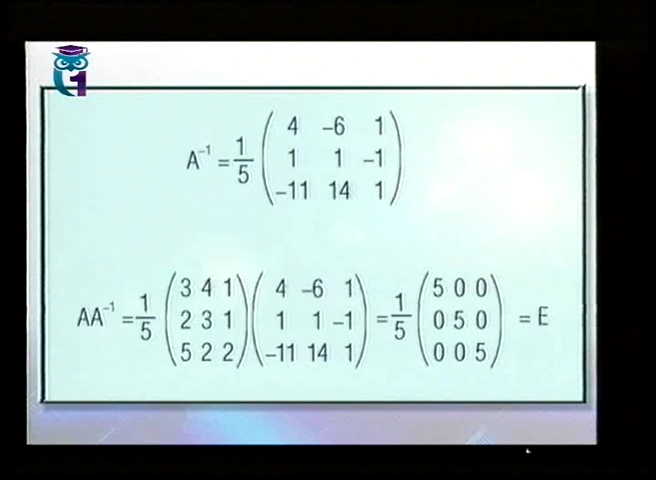 1
A⁻¹ = 1/5 ( 4 –6 1
1 1 –1
–11 14 1 )
AA⁻¹ = 1/5 ( 3 4 1
2 3 1
5 2 2 ) ( 4 –6 1
1 1 –1
–11 14 1 ) = 1/5 ( 5 0 0
0 5 0
0 0 5 ) = E